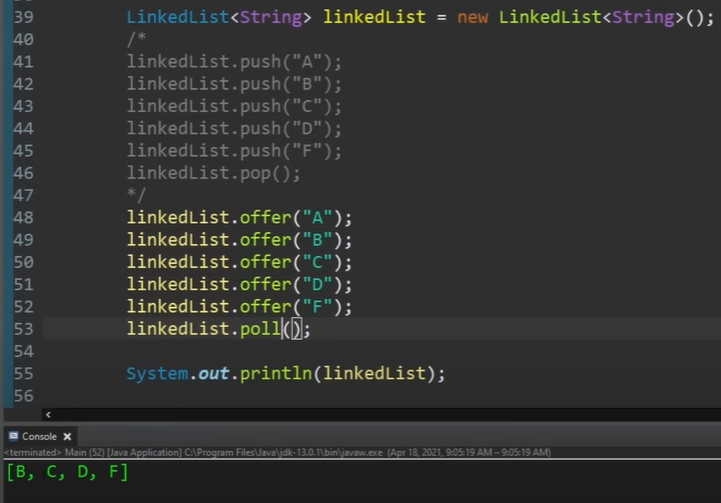 39 LinkedList<String> linkedList = new LinkedList<String>();
40 /*
41 linkedList.push("A");
42 linkedList.push("B");
43 linkedList.push("C");
44 linkedList.push("D");
45 linkedList.push("F");
46 linkedList.pop();
47 */
48 linkedList.offer("A");
49 linkedList.offer("B");
50 linkedList.offer("C");
51 linkedList.offer("D");
52 linkedList.offer("F");
53 linkedList.poll();
54
55 System.out.println(linkedList);
56
Console
<terminated> Main (52) [Java Application] C:\Program Files\Java\jdk-13.0.1\bin\javaw.exe (Apr 18, 2021, 9:05:19 AM – 9:05:19 AM)
[B, C, D, F]